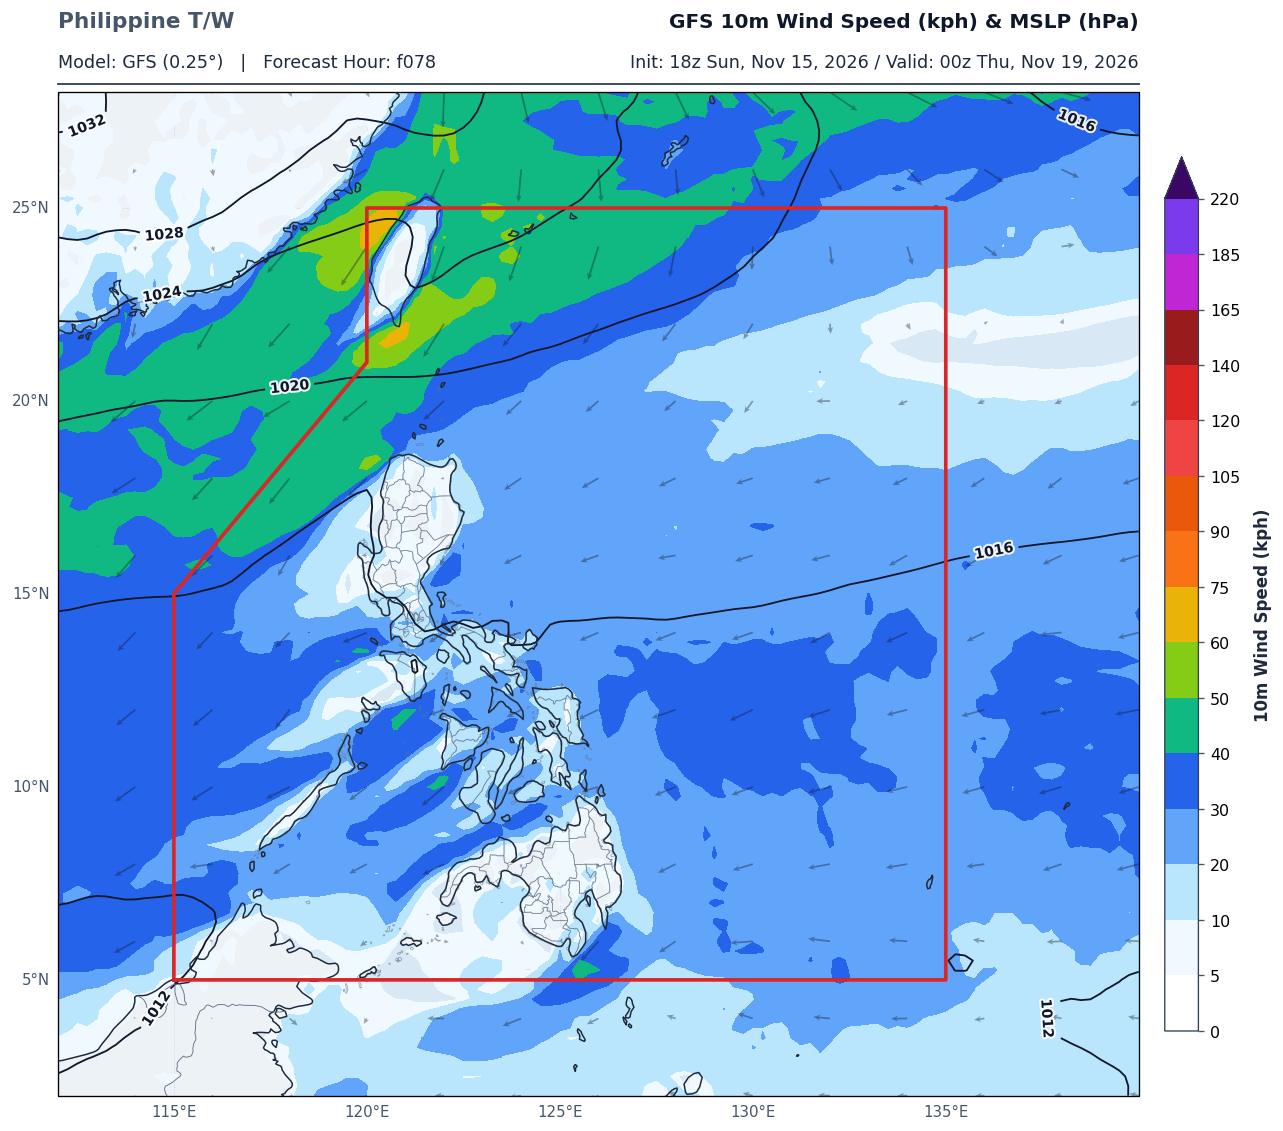 Philippine T/W
GFS 10m Wind Speed (kph) & MSLP (hPa)
Model: GFS (0.25°) | Forecast Hour: f078
Init: 18z Sun, Nov 15, 2026 / Valid: 00z Thu, Nov 19, 2026
1032
1016
1028
1024
1020
1016
1012
1012
25°N
20°N
15°N
10°N
5°N
115°E
120°E
125°E
130°E
135°E
220
185
165
140
120
105
90
75
60
50
40
30
20
10
5
0
10m Wind Speed (kph)